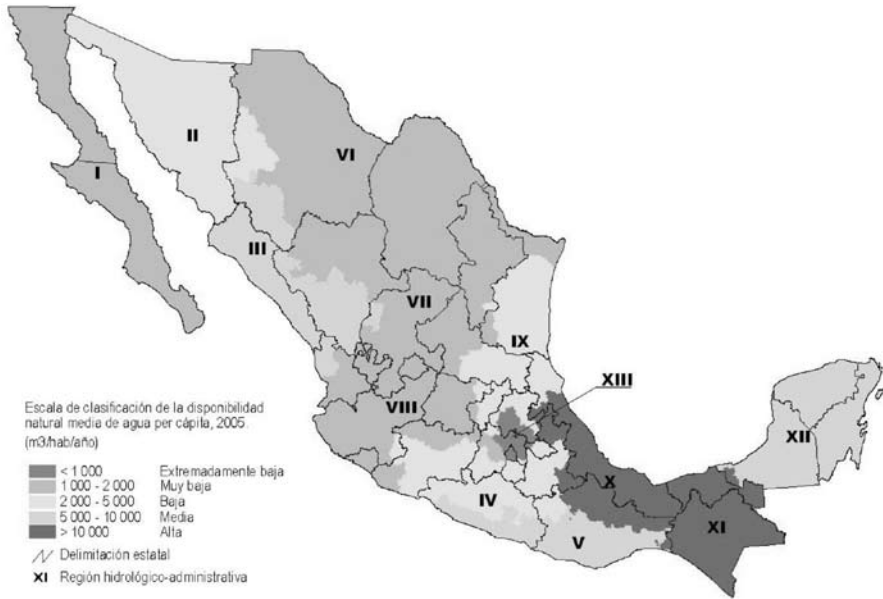 II
VI
I
III
VII
IX
XIII
VIII
XII
X
IV
V
XI
Escala de clasificación de la disponibilidad
natural media de agua per cápita, 2005.
(m3/hab/año)
< 1 000 Extremadamente baja
1 000 - 2 000 Muy baja
2 000 - 5 000 Baja
5 000 - 10 000 Media
> 10 000 Alta
Delimitación estatal
XI Región hidrológico-administrativa